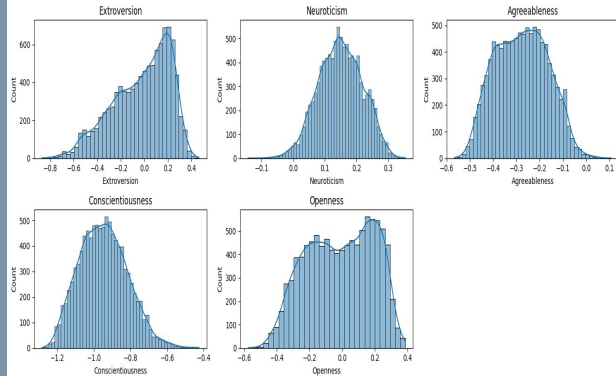 Extroversion
Count
600
400
200
0
−0.8 −0.6 −0.4 −0.2 0.0 0.2 0.4
Extroversion
Neuroticism
Count
500
400
300
200
100
0
−0.1 0.0 0.1 0.2 0.3
Neuroticism
Agreeableness
Count
500
400
300
200
100
0
−0.6 −0.5 −0.4 −0.3 −0.2 −0.1 0.0 0.1
Agreeableness
Conscientiousness
Count
500
400
300
200
100
0
−1.2 −1.0 −0.8 −0.6 −0.4
Conscientiousness
Openness
Count
500
400
300
200
100
0
−0.6 −0.4 −0.2 0.0 0.2 0.4
Openness